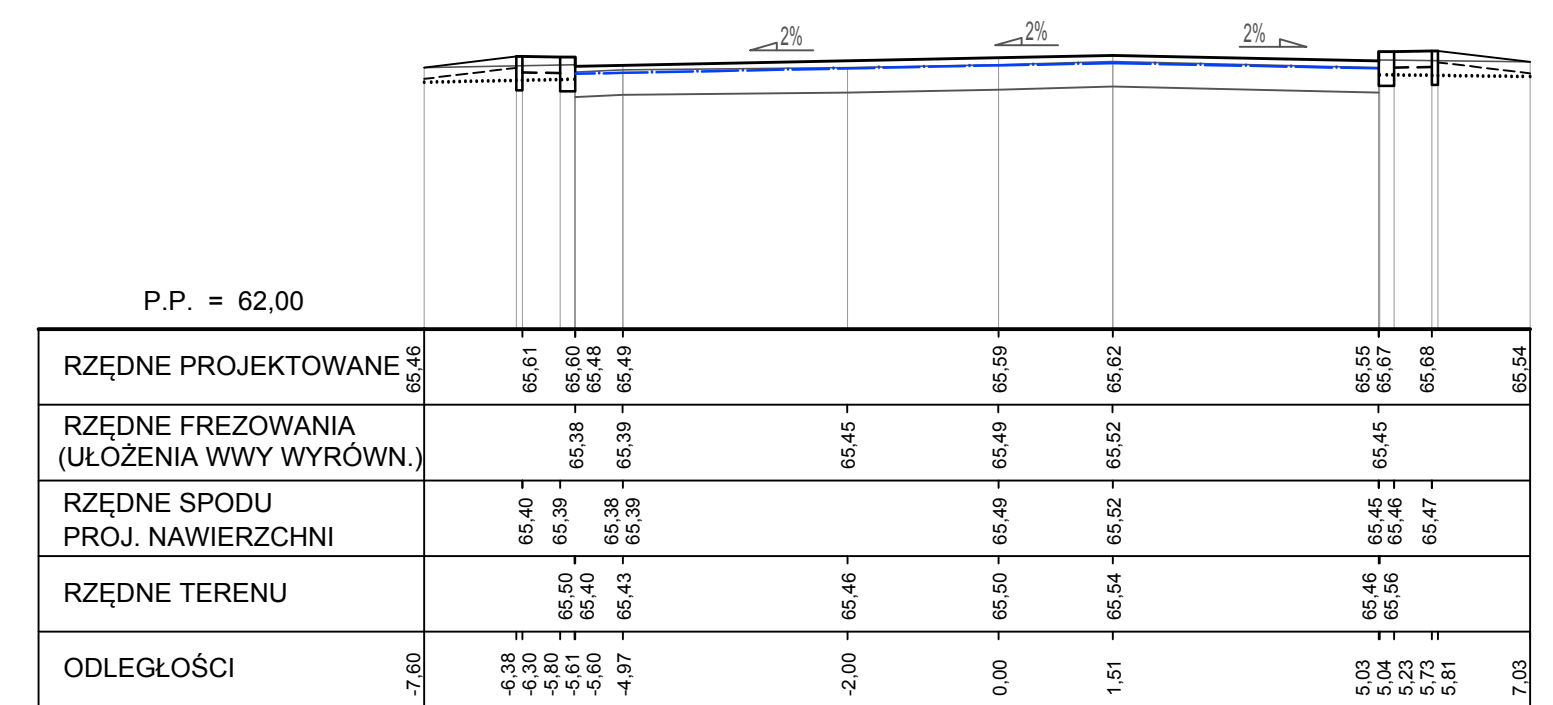 2% 2% 2%
P.P. = 62,00
RZĘDNE PROJEKTOWANE 65,46 65,61 65,60 65,48 65,49 65,59 65,62 65,55 65,67 65,68 65,54
RZĘDNE FREZOWANIA
(UŁOŻENIA WWY WYRÓWN.) 65,38 65,39 65,45 65,49 65,52 65,45
RZĘDNE SPODU
PROJ. NAWIERZCHNI 65,40 65,39 65,38 65,39 65,49 65,52 65,45 65,46 65,47
RZĘDNE TERENU 65,50 65,40 65,43 65,46 65,50 65,54 65,46 65,56
ODLEGŁOŚCI -7,60 -6,38 -6,30 -5,80 -5,61 -5,60 -4,97 -2,00 0,00 1,51 5,03 5,04 5,23 5,73 5,81 7,03